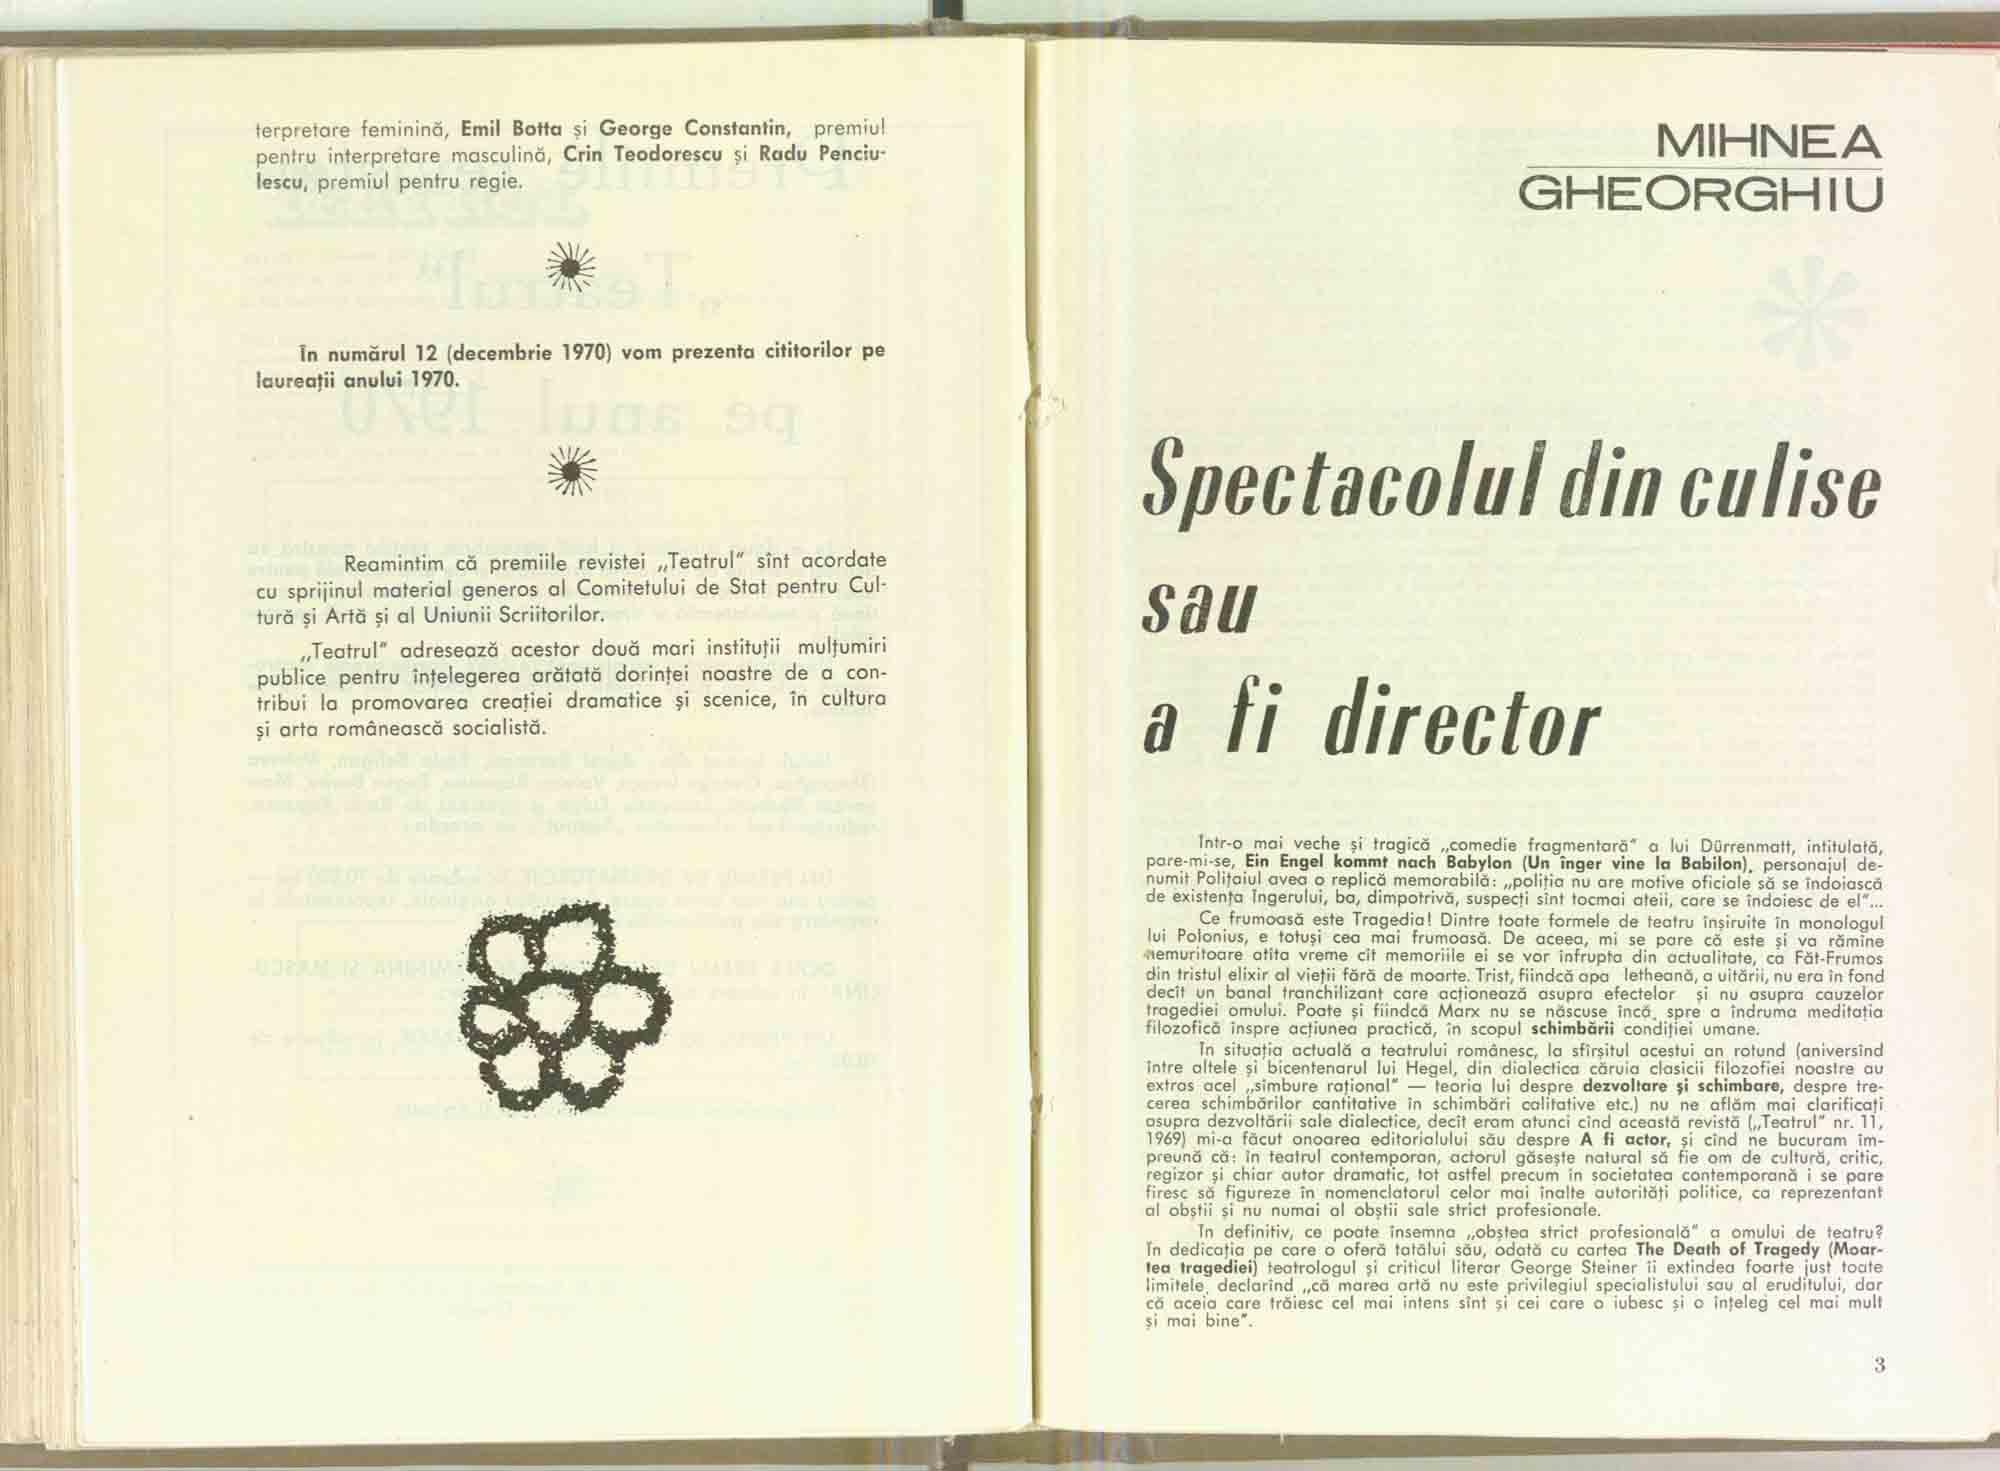 terpretare feminină, Emil Botta și George Constantin, premiul
pentru interpretare masculină, Crin Teodorescu și Radu Penciu-
lescu, premiul pentru regie.
În numărul 12 (decembrie 1970) vom prezenta cititorilor pe
laureații anului 1970.
Reamintim că premiile revistei „Teatrul" sînt acordate
cu sprijinul material generos al Comitetului de Stat pentru Cul-
tură și Artă și al Uniunii Scriitorilor.
„Teatrul" adresează acestor două mari instituții mulțumiri
publice pentru înțelegerea arătată dorinței noastre de a con-
tribui la promovarea creației dramatice și scenice, în cultura
și arta românească socialistă.
MIHNEA
GHEORGHIU
Spectacolul din culise
sau
a fi director
Într-o mai veche și tragică „comedie fragmentară" a lui Dürrenmatt, intitulată,
pare-mi-se, Ein Engel kommt nach Babylon (Un înger vine la Babilon), personajul de-
numit Polițaiul avea o replică memorabilă: „poliția nu are motive oficiale să se îndoiască
de existența îngerului, ba, dimpotrivă, suspecți sînt tocmai ateii, care se îndoiesc de el"...
Ce frumoasă este Tragedia! Dintre toate formele de teatru înșiruite în monologul
lui Polonius, e totuși cea mai frumoasă. De aceea, mi se pare că este și va rămîne
nemuritoare atîta vreme cît memoriile ei se vor înfrupta din actualitate, ca Făt-Frumos
din tristul elixir al vieții fără de moarte. Trist, fiindcă apa letheană, a uitării, nu era în fond
decît un banal tranchilizant care acționează asupra efectelor și nu asupra cauzelor
tragediei omului. Poate și fiindcă Marx nu se născuse încă, spre a îndruma meditația
filozofică înspre acțiunea practică, în scopul schimbării condiției umane.
În situația actuală a teatrului românesc, la sfîrșitul acestui an rotund (aniversînd
între altele și bicentenarul lui Hegel, din dialectica căruia clasicii filozofiei noastre au
extras acel „sîmbure rațional" — teoria lui despre dezvoltare și schimbare, despre tre-
cerea schimbărilor cantitative în schimbări calitative etc.) nu ne aflăm mai clarificați
asupra dezvoltării sale dialectice, decît eram atunci cînd această revistă („Teatrul" nr. 11,
1969) mi-a făcut onoarea editorialului său despre A fi actor, și cînd ne bucuram îm-
preună că: în teatrul contemporan, actorul găsește natural să fie om de cultură, critic,
regizor și chiar autor dramatic, tot astfel precum în societatea contemporană i se pare
firesc să figureze în nomenclatorul celor mai înalte autorități politice, ca reprezentant
al obștii și nu numai al obștii sale strict profesionale.
În definitiv, ce poate însemna „obștea strict profesională" a omului de teatru?
În dedicația pe care o oferă tatălui său, odată cu cartea The Death of Tragedy (Moar-
tea tragediei) teatrologul și criticul literar George Steiner îi extindea foarte just toate
limitele, declarînd „că marea artă nu este privilegiul specialistului sau al eruditului, dar
că aceia care trăiesc cel mai intens sînt și cei care o iubesc și o înțeleg cel mai mult
și mai bine".
3